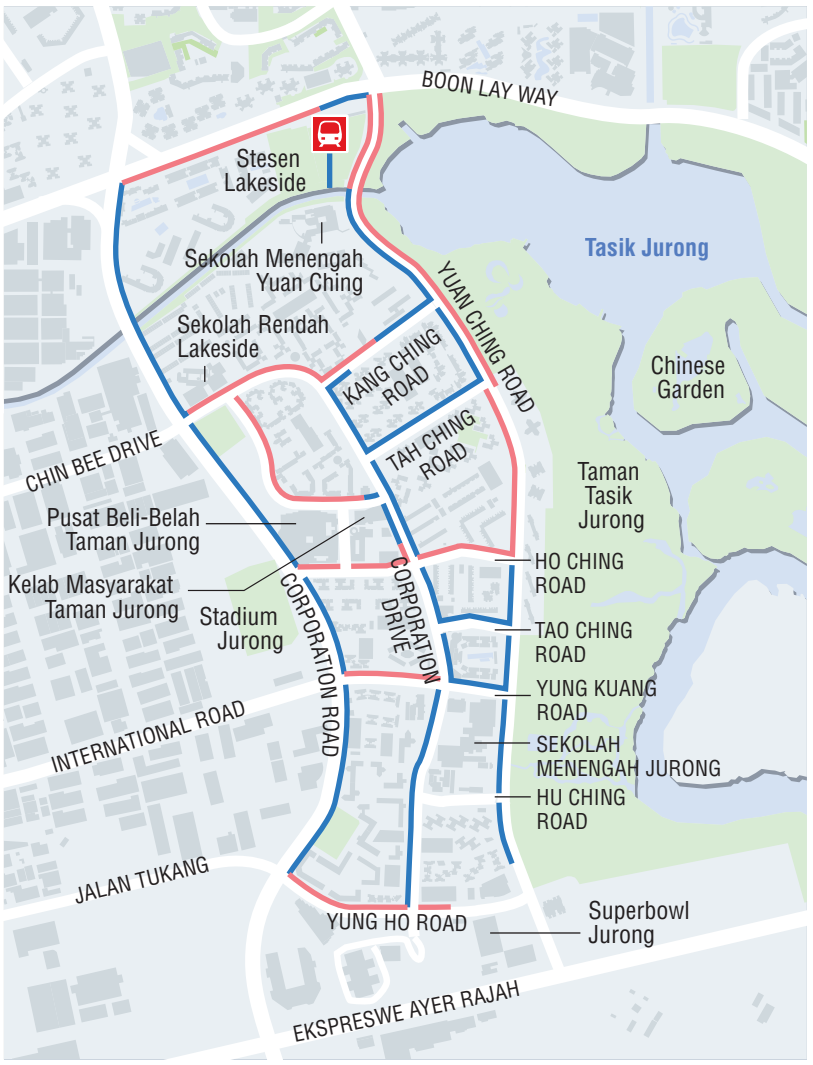 BOON LAY WAY
Stesen
Lakeside
Tasik Jurong
Sekolah Menengah
Yuan Ching
YUAN CHING ROAD
Sekolah Rendah
Lakeside
KANG CHING
ROAD
Chinese
Garden
CHIN BEE DRIVE
TAH CHING
ROAD
Taman
Tasik
Jurong
Pusat Beli-Belah
Taman Jurong
HO CHING
ROAD
Kelab Masyarakat
Taman Jurong
Stadium
Jurong
CORPORATION ROAD
CORPORATION
DRIVE
TAO CHING
ROAD
YUNG KUANG
ROAD
INTERNATIONAL ROAD
SEKOLAH
MENENGAH JURONG
HU CHING
ROAD
JALAN TUKANG
YUNG HO ROAD
Superbowl
Jurong
EKSPRESWE AYER RAJAH